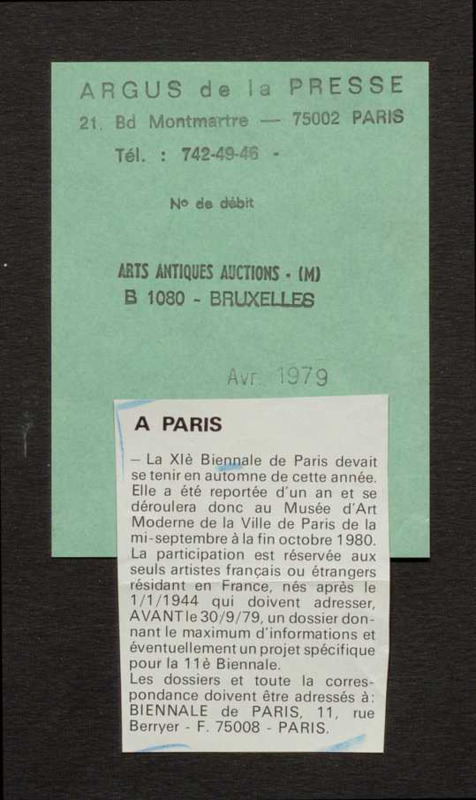 ARGUS de la PRESSE
21, Bd Montmartre — 75002 PARIS
Tél. : 742-49-46 -
Nº de débit
ARTS ANTIQUES AUCTIONS - (M)
B 1080 - BRUXELLES
Avr. 1979
A PARIS
— La XIè Biennale de Paris devait
se tenir en automne de cette année.
Elle a été reportée d'un an et se
déroulera donc au Musée d'Art
Moderne de la Ville de Paris de la
mi-septembre à la fin octobre 1980.
La participation est réservée aux
seuls artistes français ou étrangers
résidant en France, nés après le
1/1/1944 qui doivent adresser,
AVANT le 30/9/79, un dossier don-
nant le maximum d'informations et
éventuellement un projet spécifique
pour la 11è Biennale.
Les dossiers et toute la corres-
pondance doivent être adressés à :
BIENNALE de PARIS, 11, rue
Berryer - F. 75008 - PARIS.